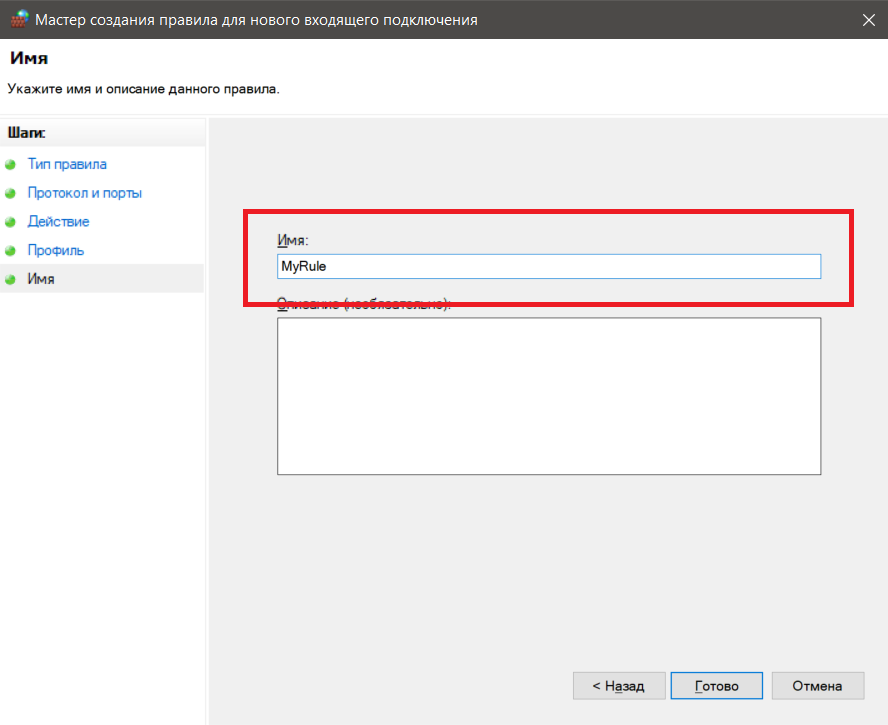 Мастер создания правила для нового входящего подключения
Имя
Укажите имя и описание данного правила.
Шаги:
Тип правила
Протокол и порты
Действие
Профиль
Имя
Имя:
MyRule
Описание (необязательно):
< Назад
Готово
Отмена